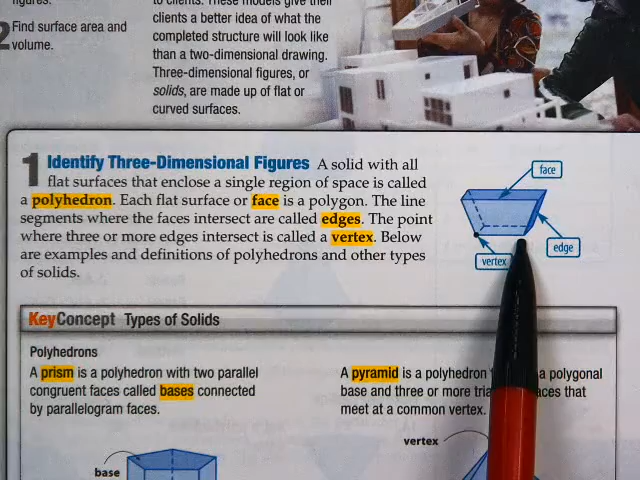 figures.
2 Find surface area and
volume.
to clients. These models give their
clients a better idea of what the
completed structure will look like
than a two-dimensional drawing.
Three-dimensional figures, or
solids, are made up of flat or
curved surfaces.
1 Identify Three-Dimensional Figures A solid with all
flat surfaces that enclose a single region of space is called
a polyhedron. Each flat surface or face is a polygon. The line
segments where the faces intersect are called edges. The point
where three or more edges intersect is called a vertex. Below
are examples and definitions of polyhedrons and other types
of solids.
face
edge
vertex
KeyConcept Types of Solids
Polyhedrons
A prism is a polyhedron with two parallel
congruent faces called bases connected
by parallelogram faces.
A pyramid is a polyhedron a polygonal
base and three or more that
meet at a common vertex.
base
vertex